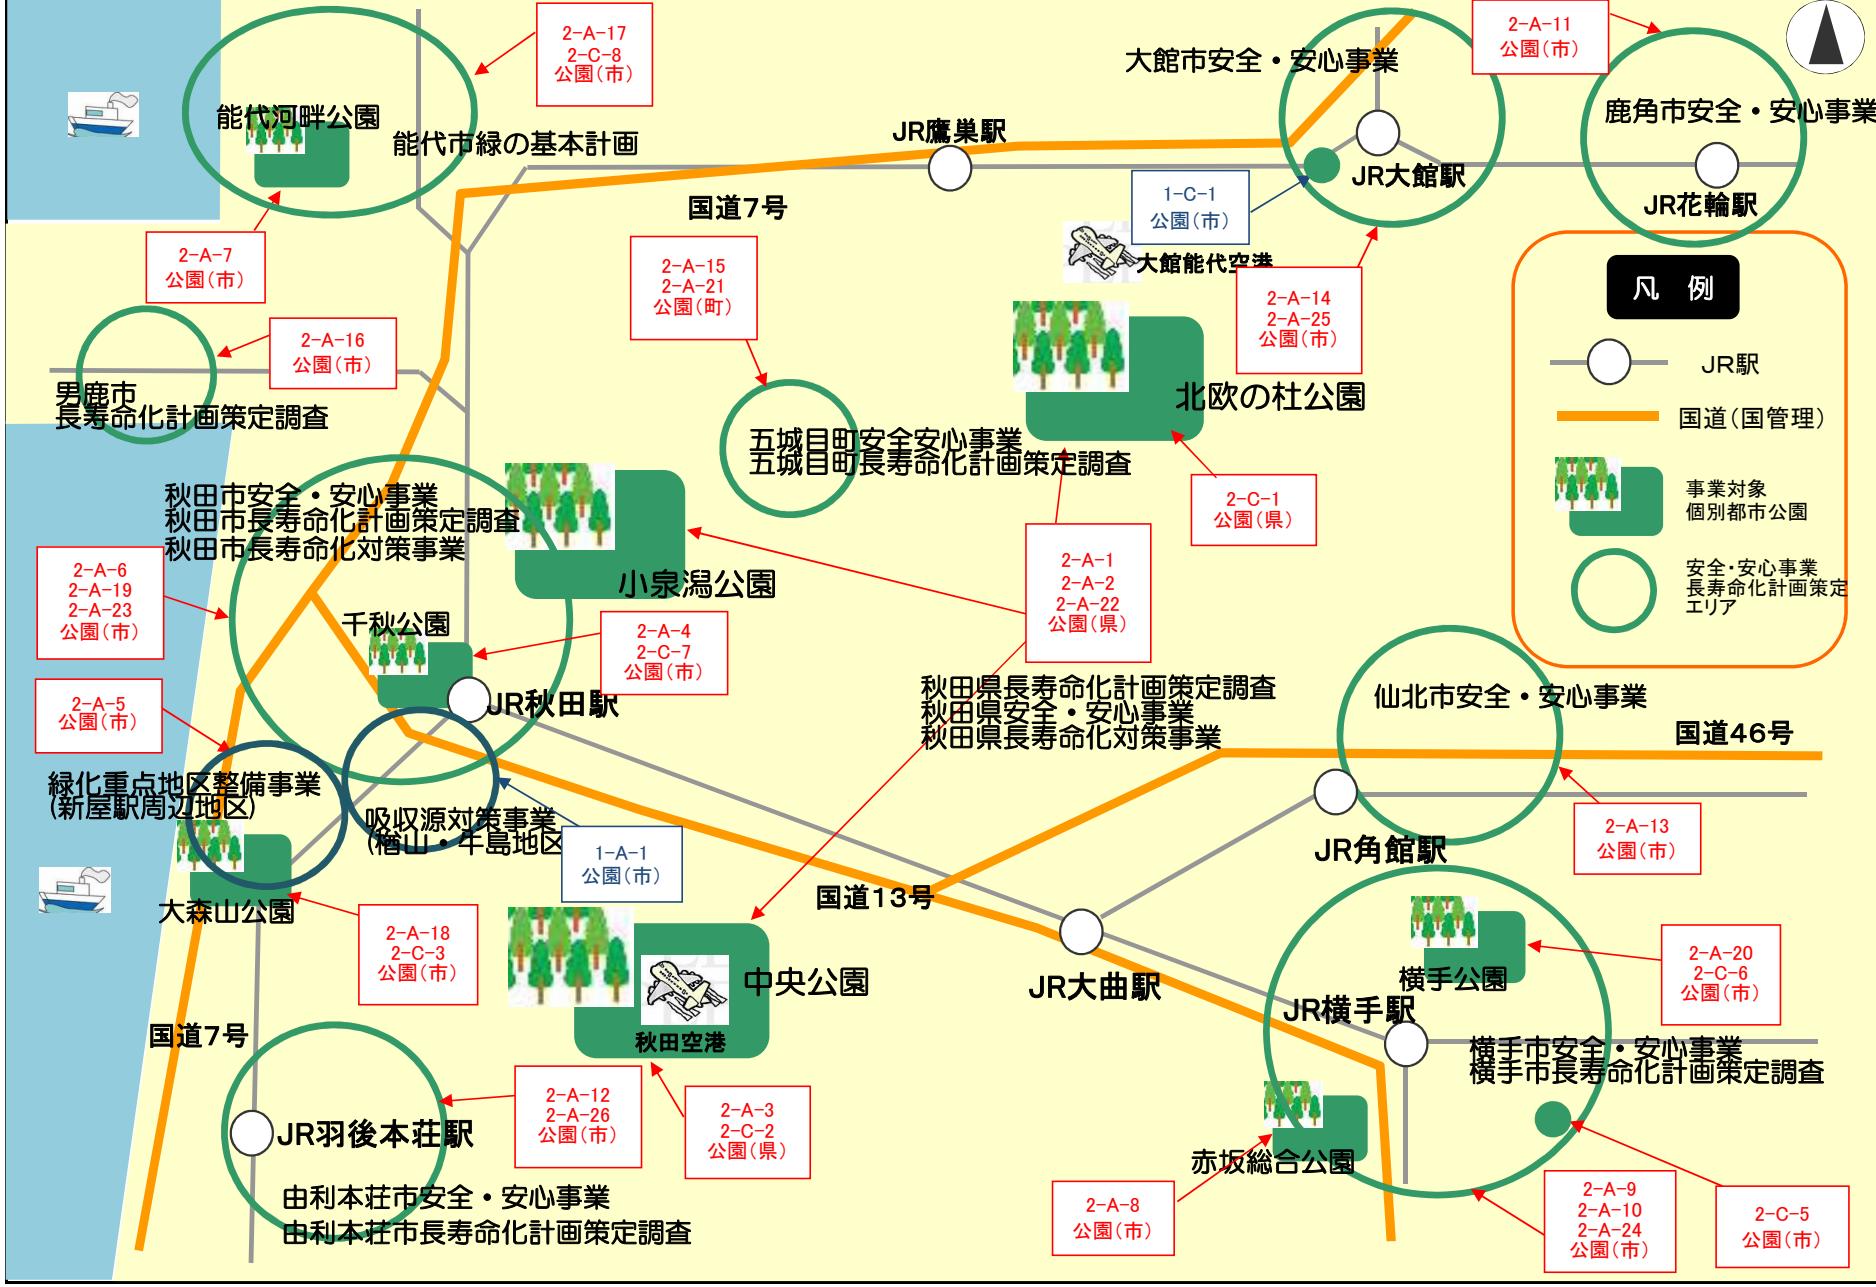 2-A-17
2-C-8
公園(市)
2-A-11
公園(市)
大館市安全・安心事業
能代河畔公園
鹿角市安全・安心事業
能代市緑の基本計画
JR鷹巣駅
JR大館駅
1-C-1
公園(市)
JR花輪駅
国道7号
2-A-7
公園(市)
2-A-15
2-A-21
公園(町)
大館能代空港
凡 例
2-A-14
2-A-25
公園(市)
2-A-16
公園(市)
JR駅
男鹿市
長寿命化計画策定調査
北欧の杜公園
国道(国管理)
五城目町安全安心事業
五城目町長寿命化計画策定調査
秋田市安全・安心事業
秋田市長寿命化計画策定調査
秋田市長寿命化対策事業
2-C-1
公園(県)
事業対象
個別都市公園
2-A-6
2-A-19
2-A-23
公園(市)
小泉潟公園
2-A-1
2-A-2
2-A-22
公園(県)
安全・安心事業
長寿命化計画策定
エリア
千秋公園
2-A-4
2-C-7
公園(市)
2-A-5
公園(市)
JR秋田駅
秋田県長寿命化計画策定調査
秋田県安全・安心事業
秋田県長寿命化対策事業
仙北市安全・安心事業
国道46号
緑化重点地区整備事業
(新屋駅周辺地区)
吸収源対策事業
(楢山・牛島地区
1-A-1
公園(市)
2-A-13
公園(市)
JR角館駅
国道13号
大森山公園
2-A-18
2-C-3
公園(市)
中央公園
JR大曲駅
横手公園
2-A-20
2-C-6
公園(市)
JR横手駅
国道7号
秋田空港
横手市安全・安心事業
横手市長寿命化計画策定調査
2-A-12
2-A-26
公園(市)
2-A-3
2-C-2
公園(県)
JR羽後本荘駅
赤坂総合公園
由利本荘市安全・安心事業
由利本荘市長寿命化計画策定調査
2-A-8
公園(市)
2-A-9
2-A-10
2-A-24
公園(市)
2-C-5
公園(市)